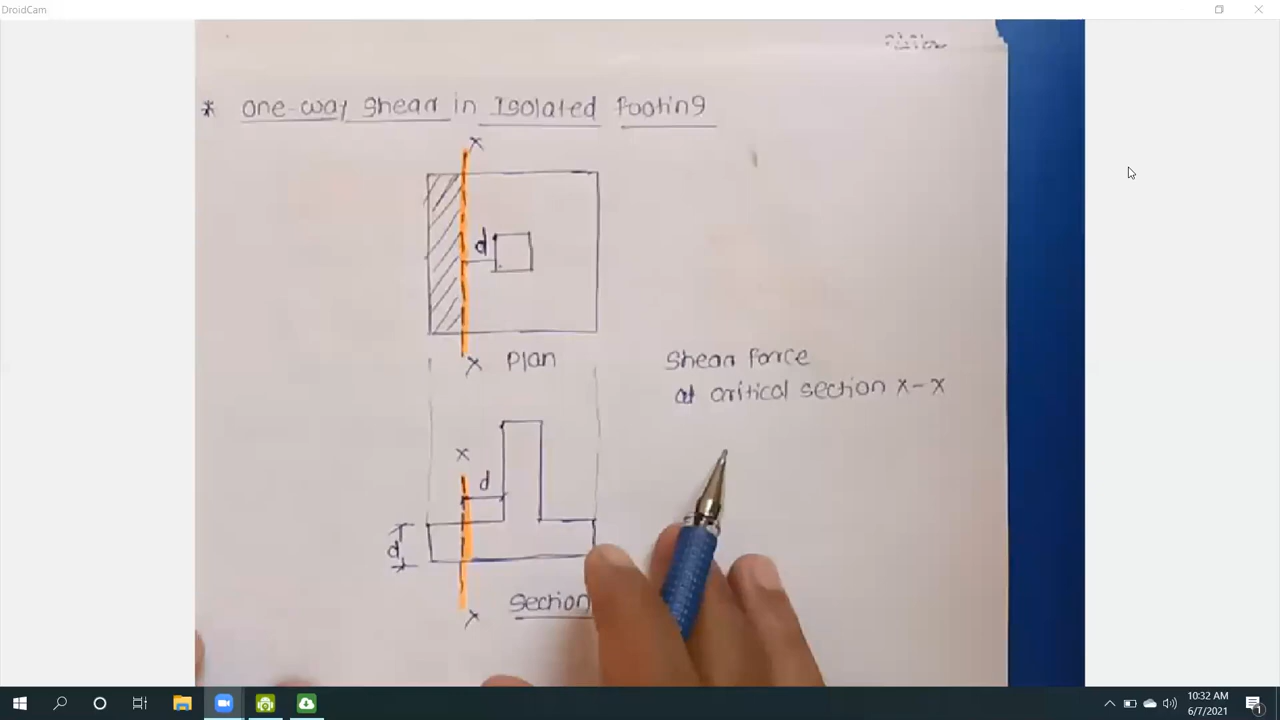 DroidCam
* One-way Shear in Isolated footing
x
d
x Plan
Shear force
at critical section x-x
x
d
d
Section
x
10:32 AM
6/7/2021
1